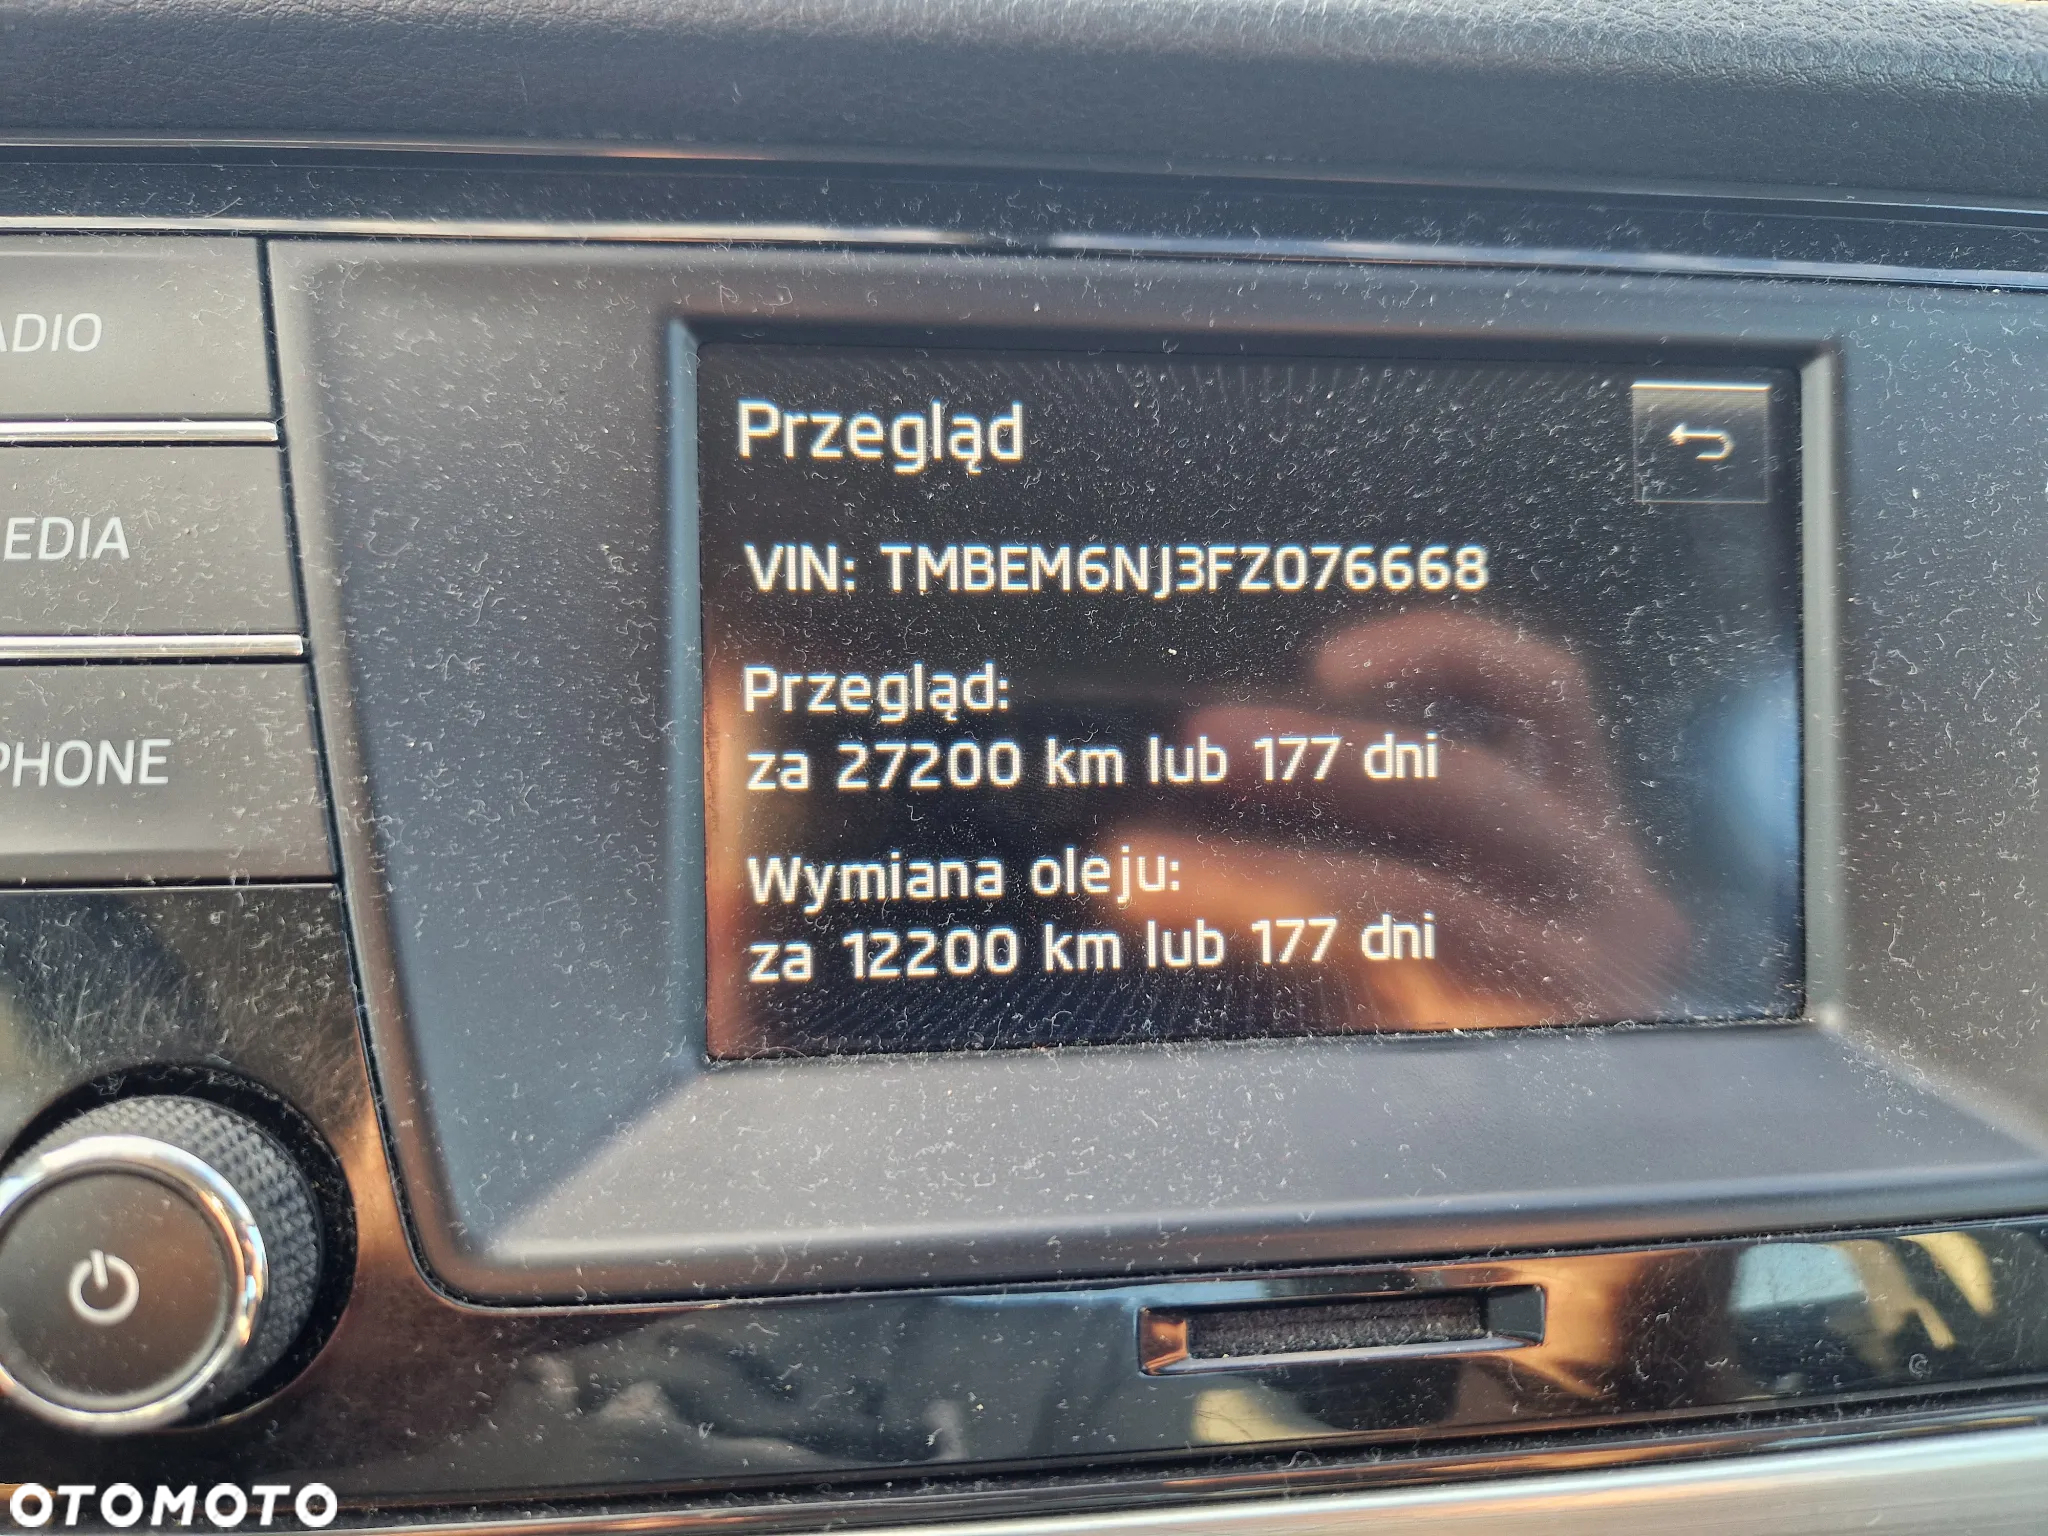 ADIO
EDIA
PHONE
Przegląd
VIN: TMBEM6NJ3FZ076668
Przegląd:
za 27200 km lub 177 dni
Wymiana oleju:
za 12200 km lub 177 dni
OTOMOTO